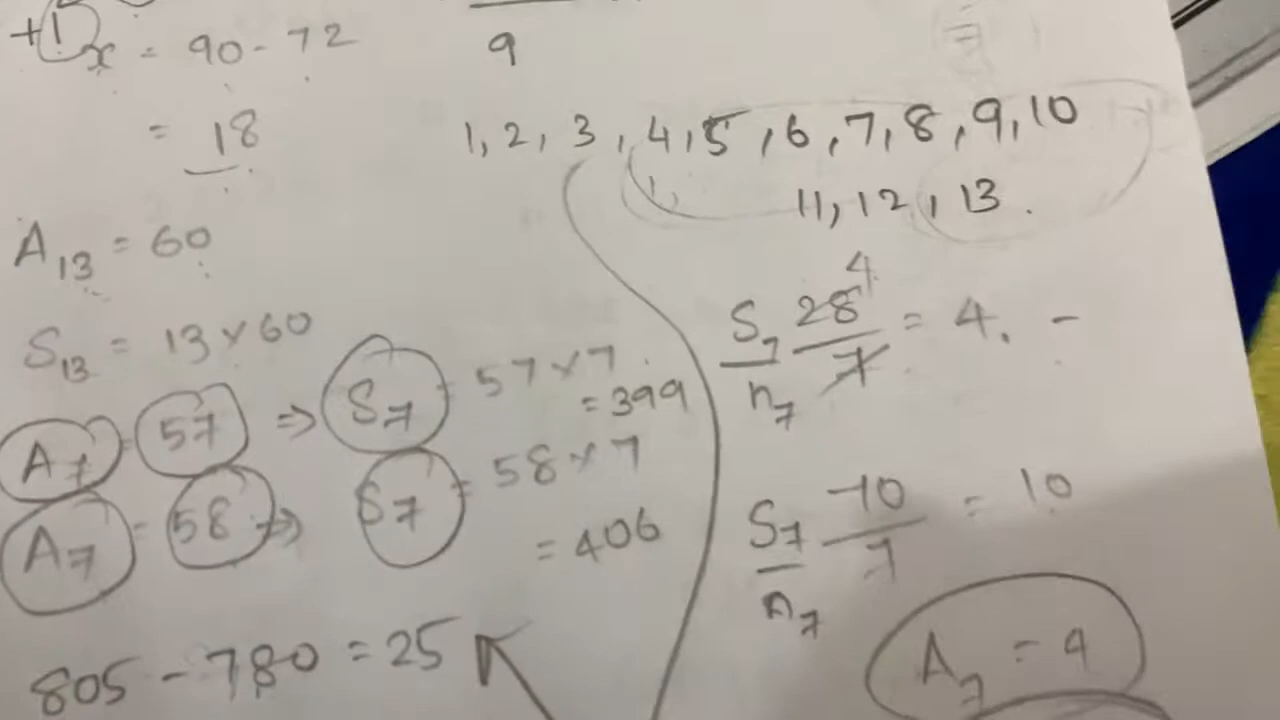 +1
x = 90 - 72
= 18
A13 = 60
S13 = 13 × 60
A7 = 57 ⇒ S7 = 57 × 7
= 399
A7 = 58 ⇒ S7 = 58 × 7
= 406
805 - 780 = 25
9
1, 2, 3, 4, 5, 6, 7, 8, 9, 10
11, 12, 13.
S7/n7 28/7 4 = 4. -
S7/n7 70/7 = 10
A7 = 4